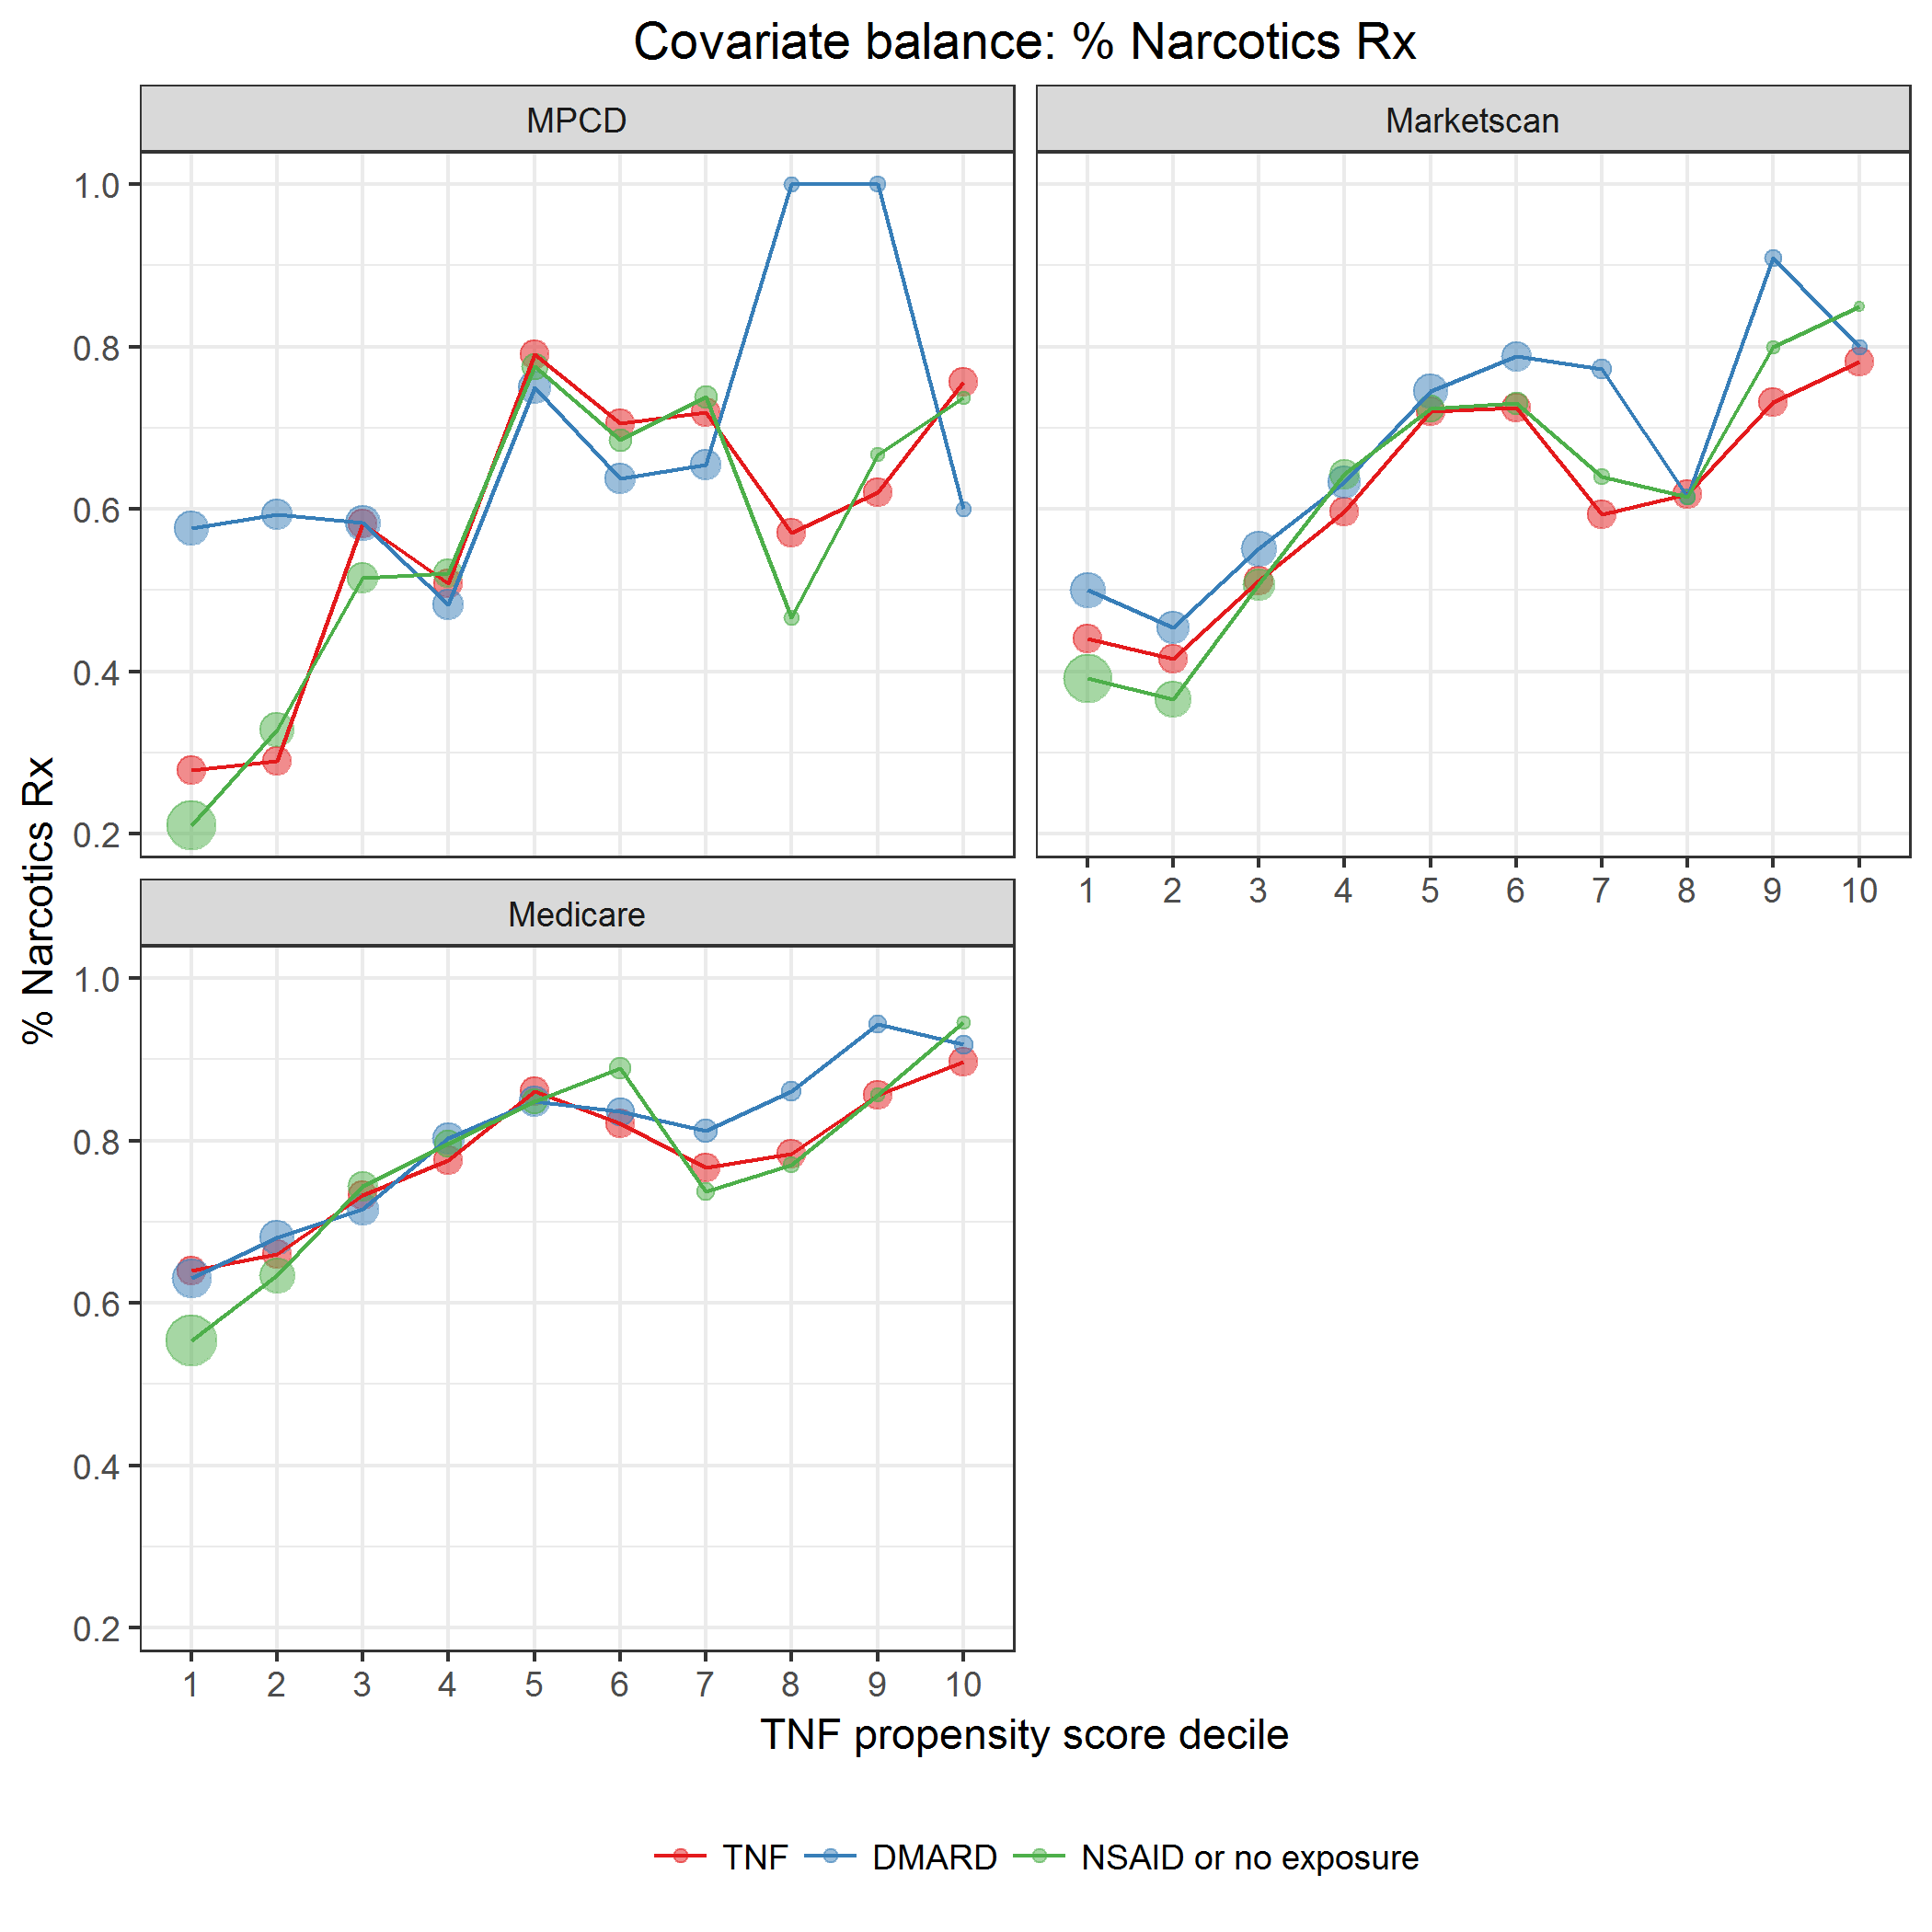 Covariate balance: % Narcotics Rx
MPCD
Marketscan
1.0
0.8
0.6
0.4
0.2
1 2 3 4 5 6 7 8 9 10
Medicare
1.0
0.8
0.6
0.4
0.2
1 2 3 4 5 6 7 8 9 10
% Narcotics Rx
TNF propensity score decile
TNF DMARD NSAID or no exposure